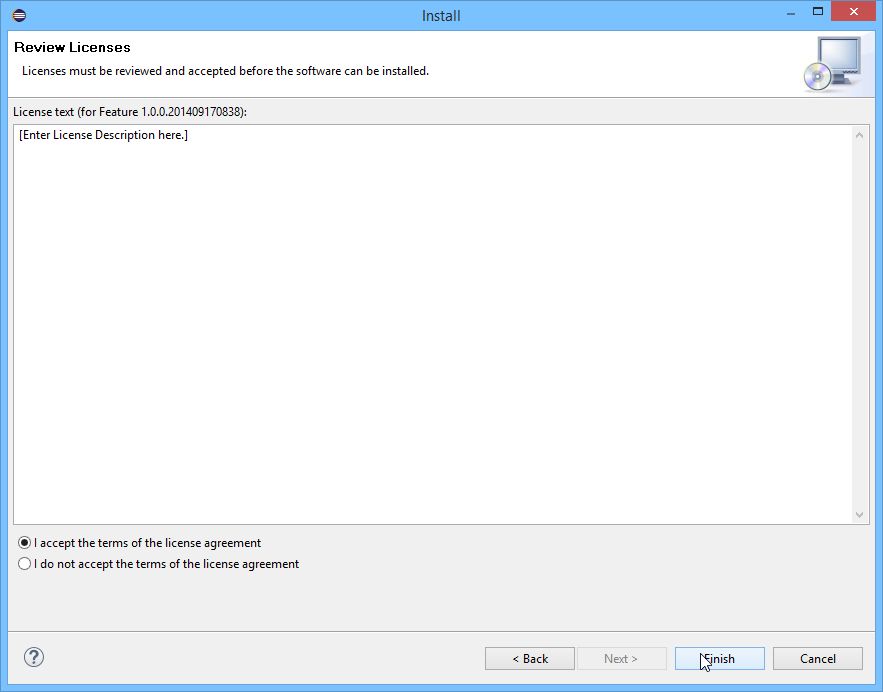 Install
Review Licenses
Licenses must be reviewed and accepted before the software can be installed.
License text (for Feature 1.0.0.201409170838):
[Enter License Description here.]
I accept the terms of the license agreement
I do not accept the terms of the license agreement
?
< Back
Next >
Finish
Cancel